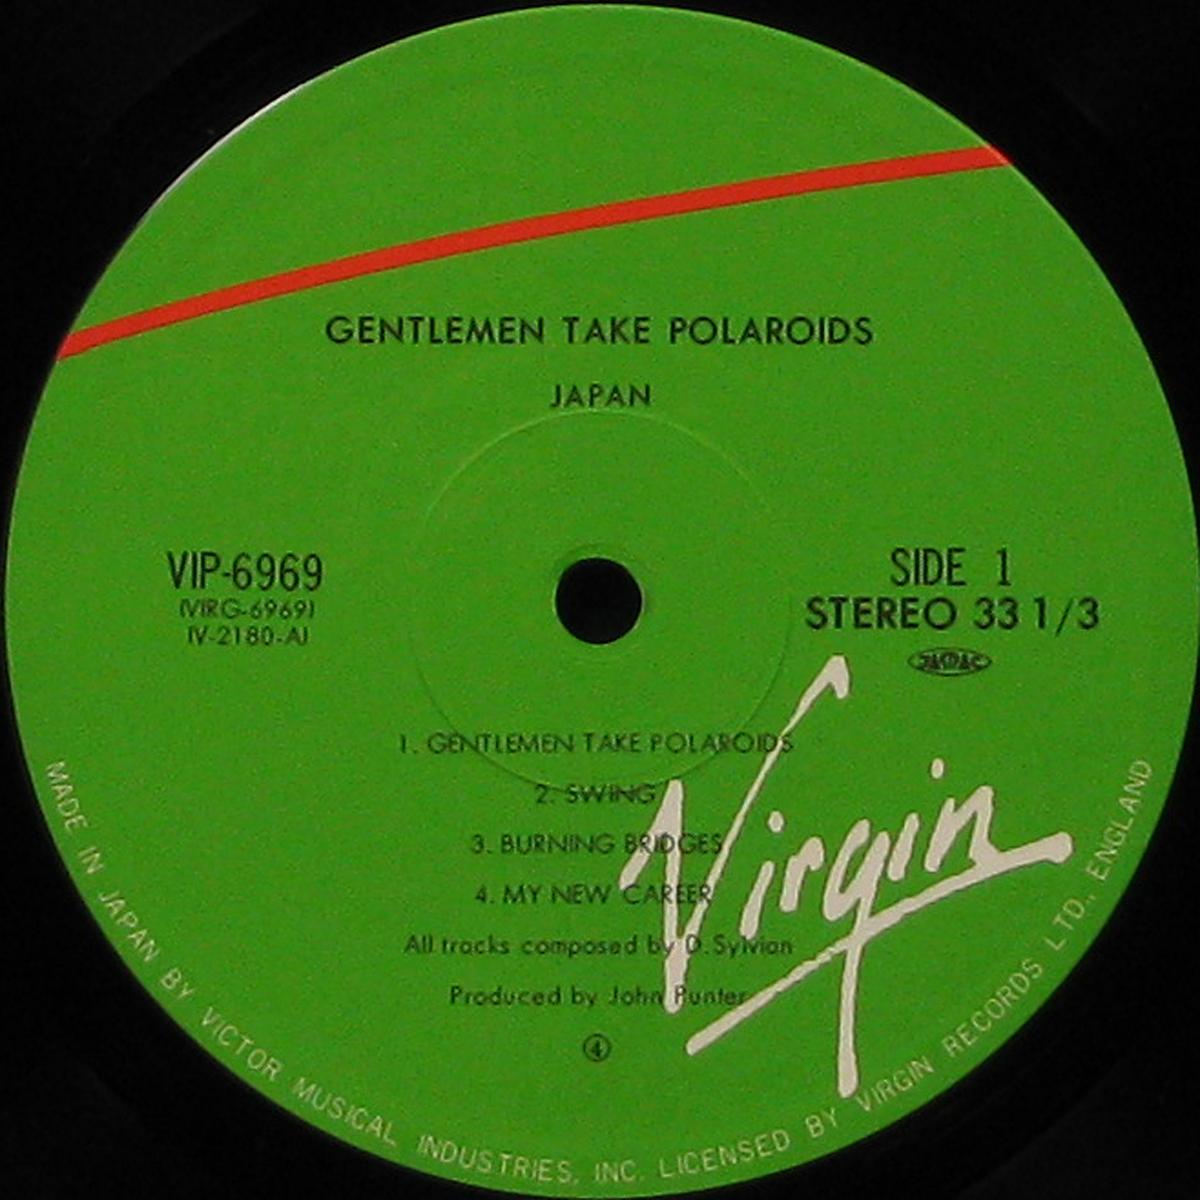 GENTLEMEN TAKE POLAROIDS
JAPAN
VIP-6969
(VIRG-6969)
(V-2180-A)
SIDE 1
STEREO 33 1/3
JASRAC
1. GENTLEMEN TAKE POLAROIDS
2. SWING
3. BURNING BRIDGES
4. MY NEW CAREER
All tracks composed by D. Sylvian
Produced by John Punter
④
Virgin
MADE IN JAPAN BY VICTOR MUSICAL INDUSTRIES, INC. LICENSED BY VIRGIN RECORDS LTD., ENGLAND